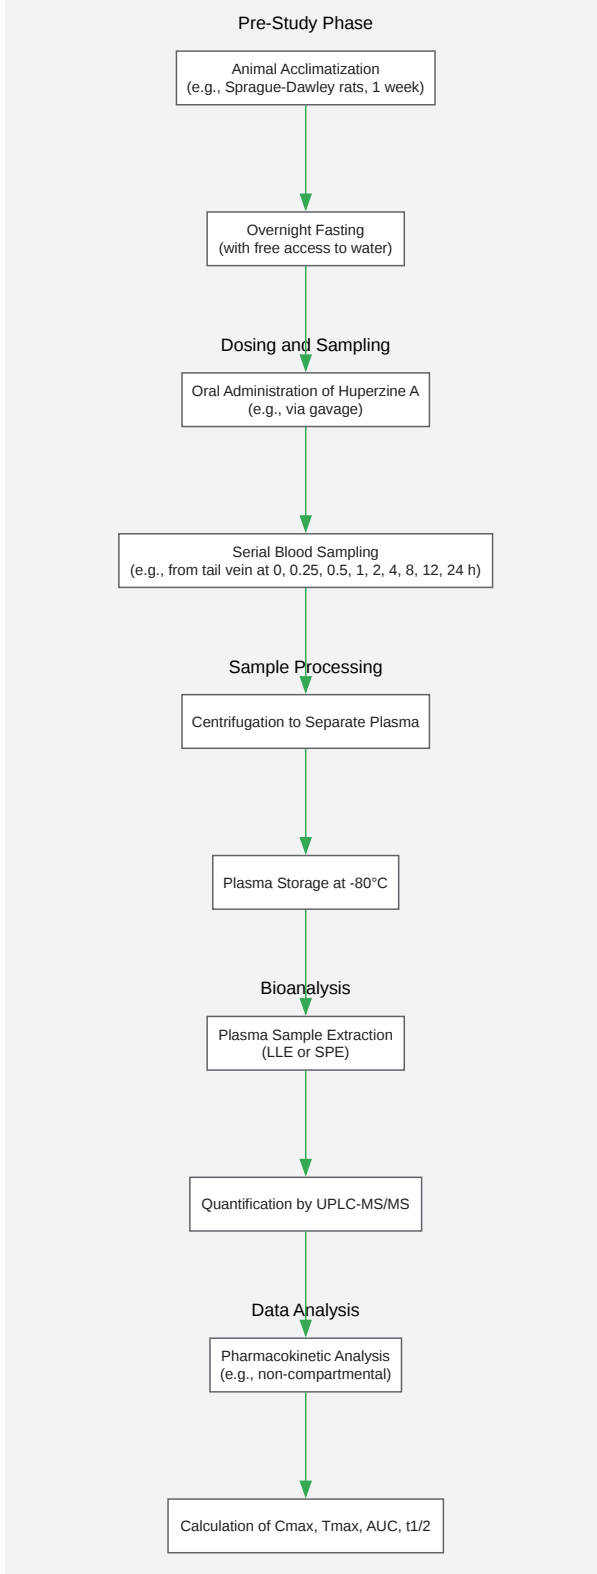 Pre-Study Phase
Animal Acclimatization
(e.g., Sprague-Dawley rats, 1 week)
Overnight Fasting
(with free access to water)
Dosing and Sampling
Oral Administration of Huperzine A
(e.g., via gavage)
Serial Blood Sampling
(e.g., from tail vein at 0, 0.25, 0.5, 1, 2, 4, 8, 12, 24 h)
Sample Processing
Centrifugation to Separate Plasma
Plasma Storage at -80°C
Bioanalysis
Plasma Sample Extraction
(LLE or SPE)
Quantification by UPLC-MS/MS
Data Analysis
Pharmacokinetic Analysis
(e.g., non-compartmental)
Calculation of Cmax, Tmax, AUC, t1/2